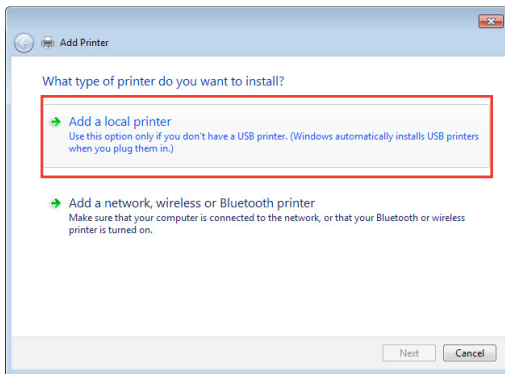 Add Printer
What type of printer do you want to install?
Add a local printer
Use this option only if you don't have a USB printer. (Windows automatically installs USB printers
when you plug them in.)
Add a network, wireless or Bluetooth printer
Make sure that your computer is connected to the network, or that your Bluetooth or wireless
printer is turned on.
Next Cancel